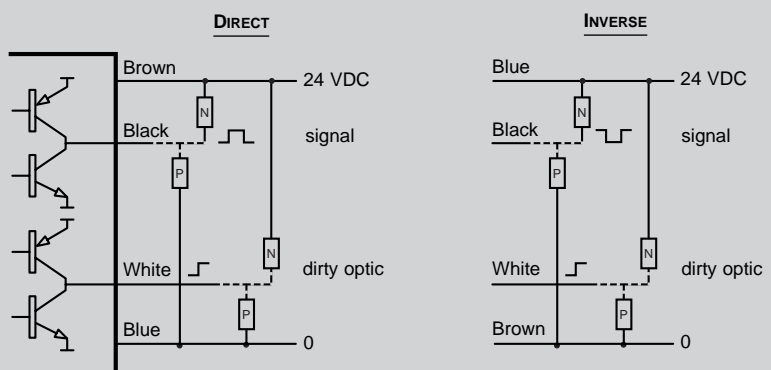 DIRECT
Brown
24 VDC
N
Black
signal
P
N
White
dirty optic
P
Blue
0
INVERSE
Blue
24 VDC
N
Black
signal
P
N
White
dirty optic
P
Brown
0